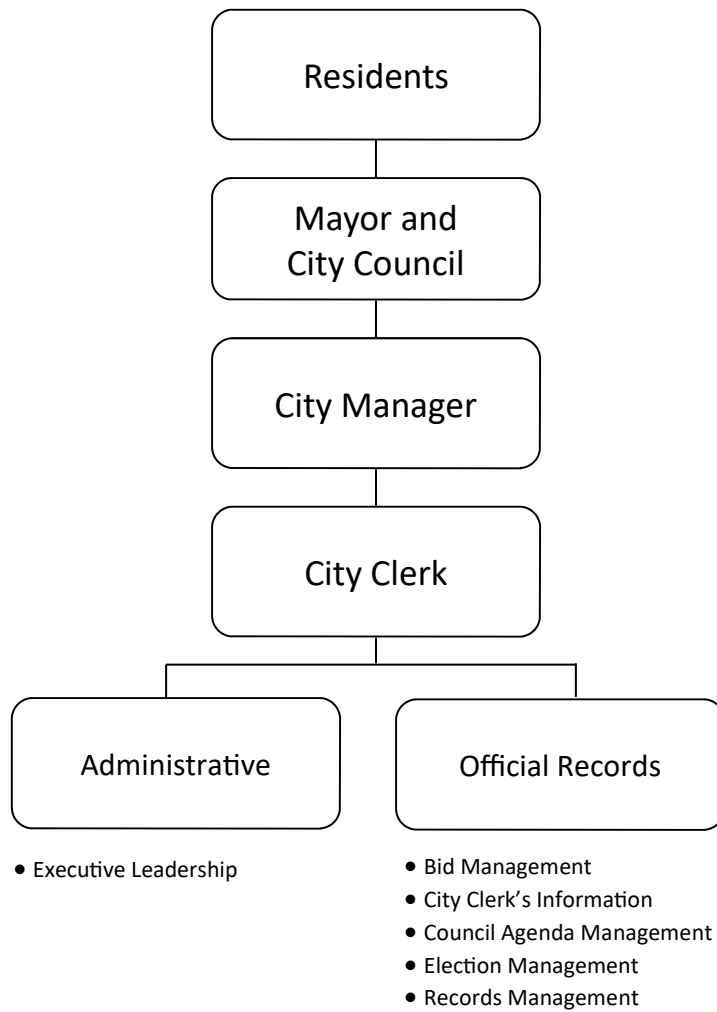 Residents
Mayor and
City Council
City Manager
City Clerk
Administrative
Official Records
• Executive Leadership
• Bid Management
• City Clerk’s Information
• Council Agenda Management
• Election Management
• Records Management